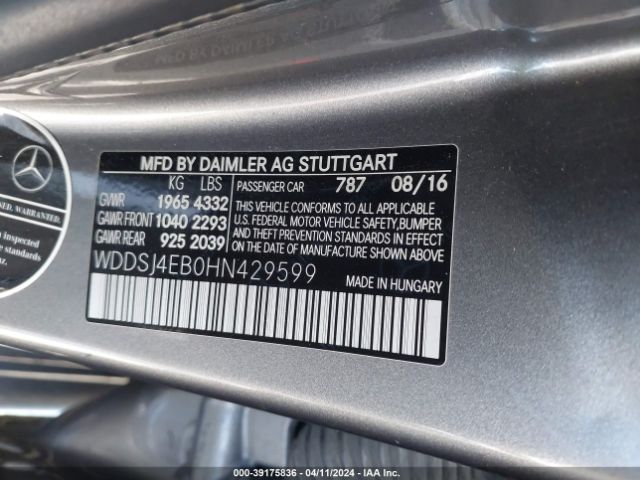 MFD BY DAIMLER AG STUTTGART
KG LBS
GVWR 1965 4332
GAWR FRONT 1040 2293
GAWR REAR 925 2039
PASSENGER CAR 787 08/16
THIS VEHICLE CONFORMS TO ALL APPLICABLE
U.S. FEDERAL MOTOR VEHICLE SAFETY,BUMPER
AND THEFT PREVENTION STANDARDS IN EFFECT
ON THE DATE OF MANUFACTURE SHOWN ABOVE
WDDSJ4EB0HN429599
MADE IN HUNGARY
WARRANTED.
inspected
000-39175836 - 04/11/2024 - IAA Inc.